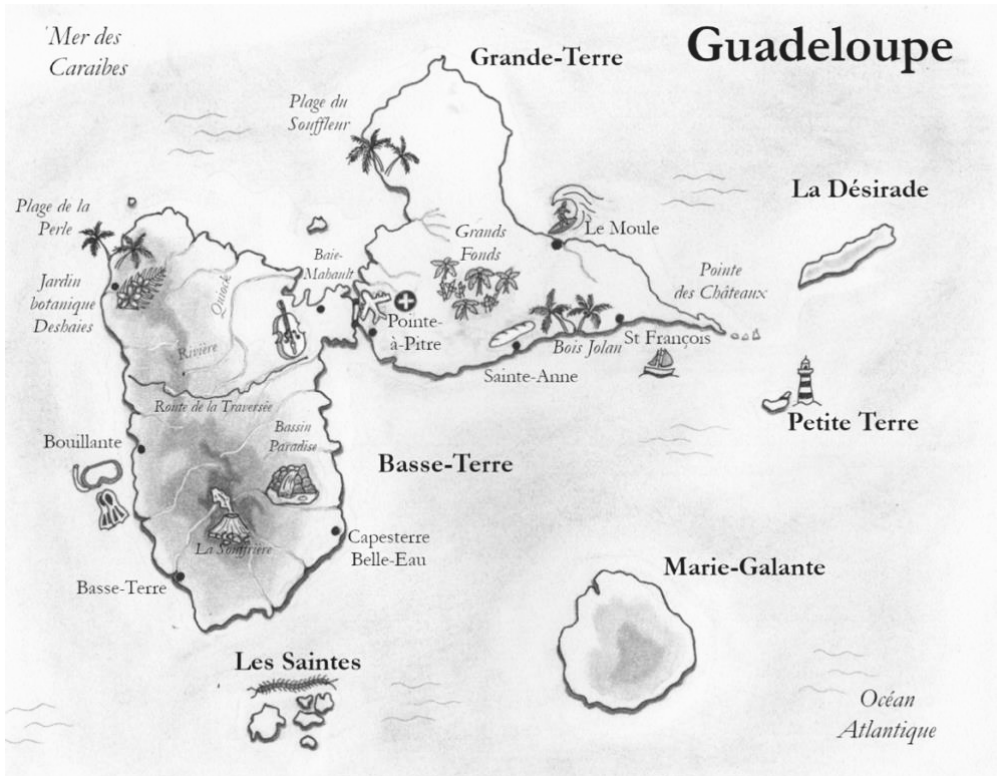 Guadeloupe
Mer des
Caraibes
Grande-Terre
Plage du
Souffleur
La Désirade
Plage de la
Perle
Le Moule
Grands
Fonds
Baie-
Mahault
Pointe
des Châteaux
Jardin
botanique
Deshaies
Quiock
Pointe-
à-Pitre
Rivière
Bois Jolan
St François
Sainte-Anne
Route de la Traversée
Petite Terre
Bassin
Paradise
Bouillante
Basse-Terre
La Soufrière
Capesterre
Belle-Eau
Basse-Terre
Marie-Galante
Les Saintes
Océan
Atlantique